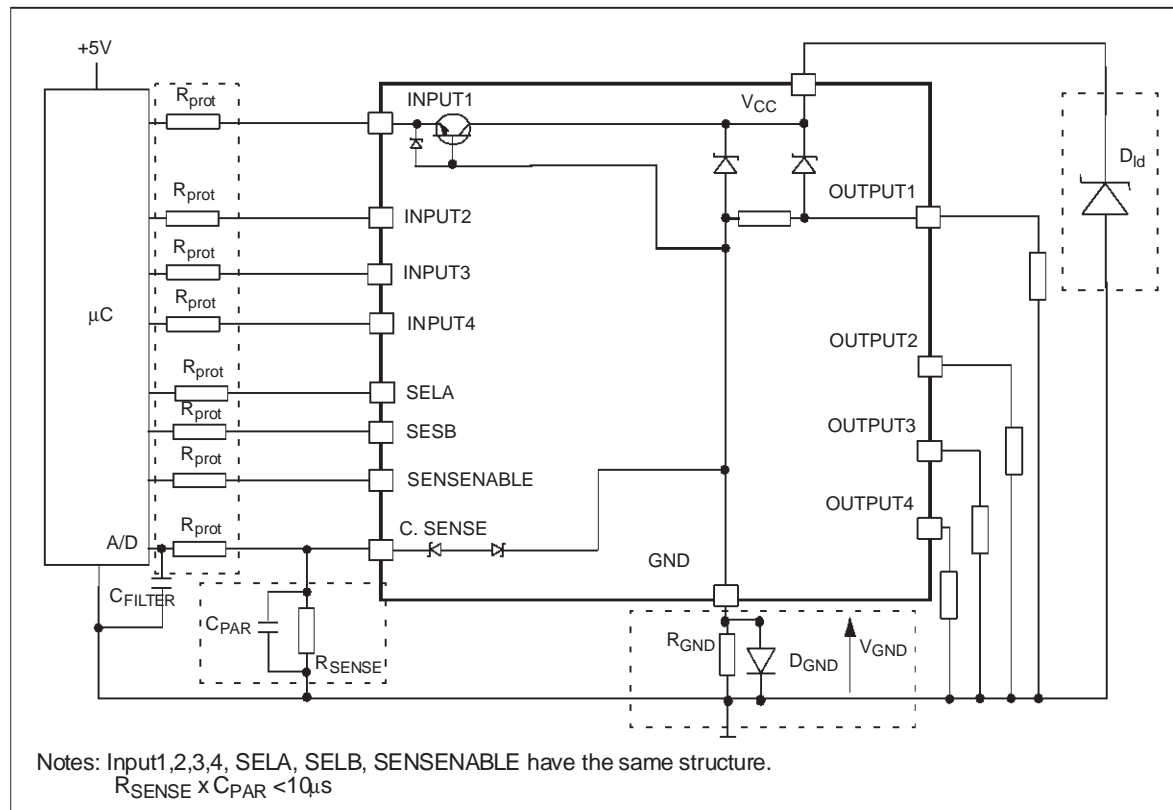 +5V
Rprot
INPUT1
VCC
Dld
Rprot
OUTPUT1
INPUT2
Rprot
INPUT3
Rprot
μC
INPUT4
OUTPUT2
Rprot
SELA
Rprot
SESB
OUTPUT3
SENSENABLE
Rprot
OUTPUT4
A/D
C. SENSE
GND
CFILTER
CPAR
RSENSE
RGND
DGND
VGND
Notes: Input1,2,3,4, SELA, SELB, SENSENABLE have the same structure.
RSENSE x CPAR <10μs